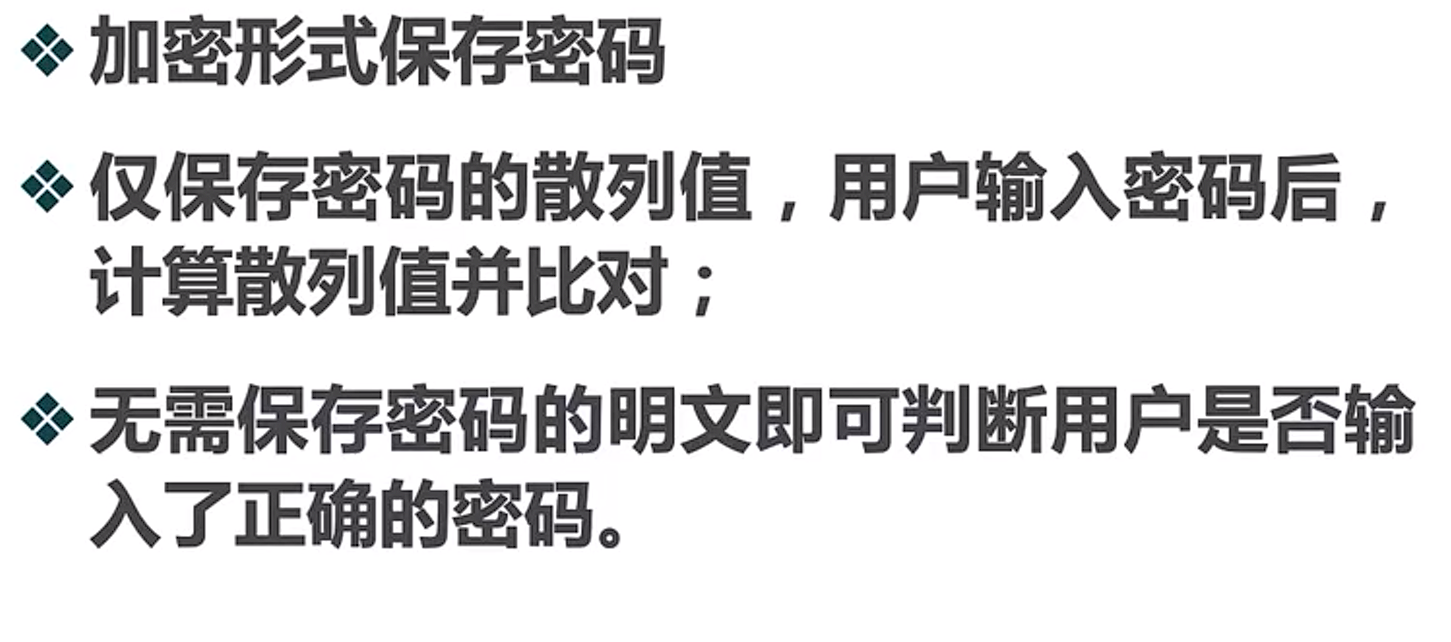 ❖加密形式保存密码
❖仅保存密码的散列值，用户输入密码后，
计算散列值并比对；
❖无需保存密码的明文即可判断用户是否输
入了正确的密码。